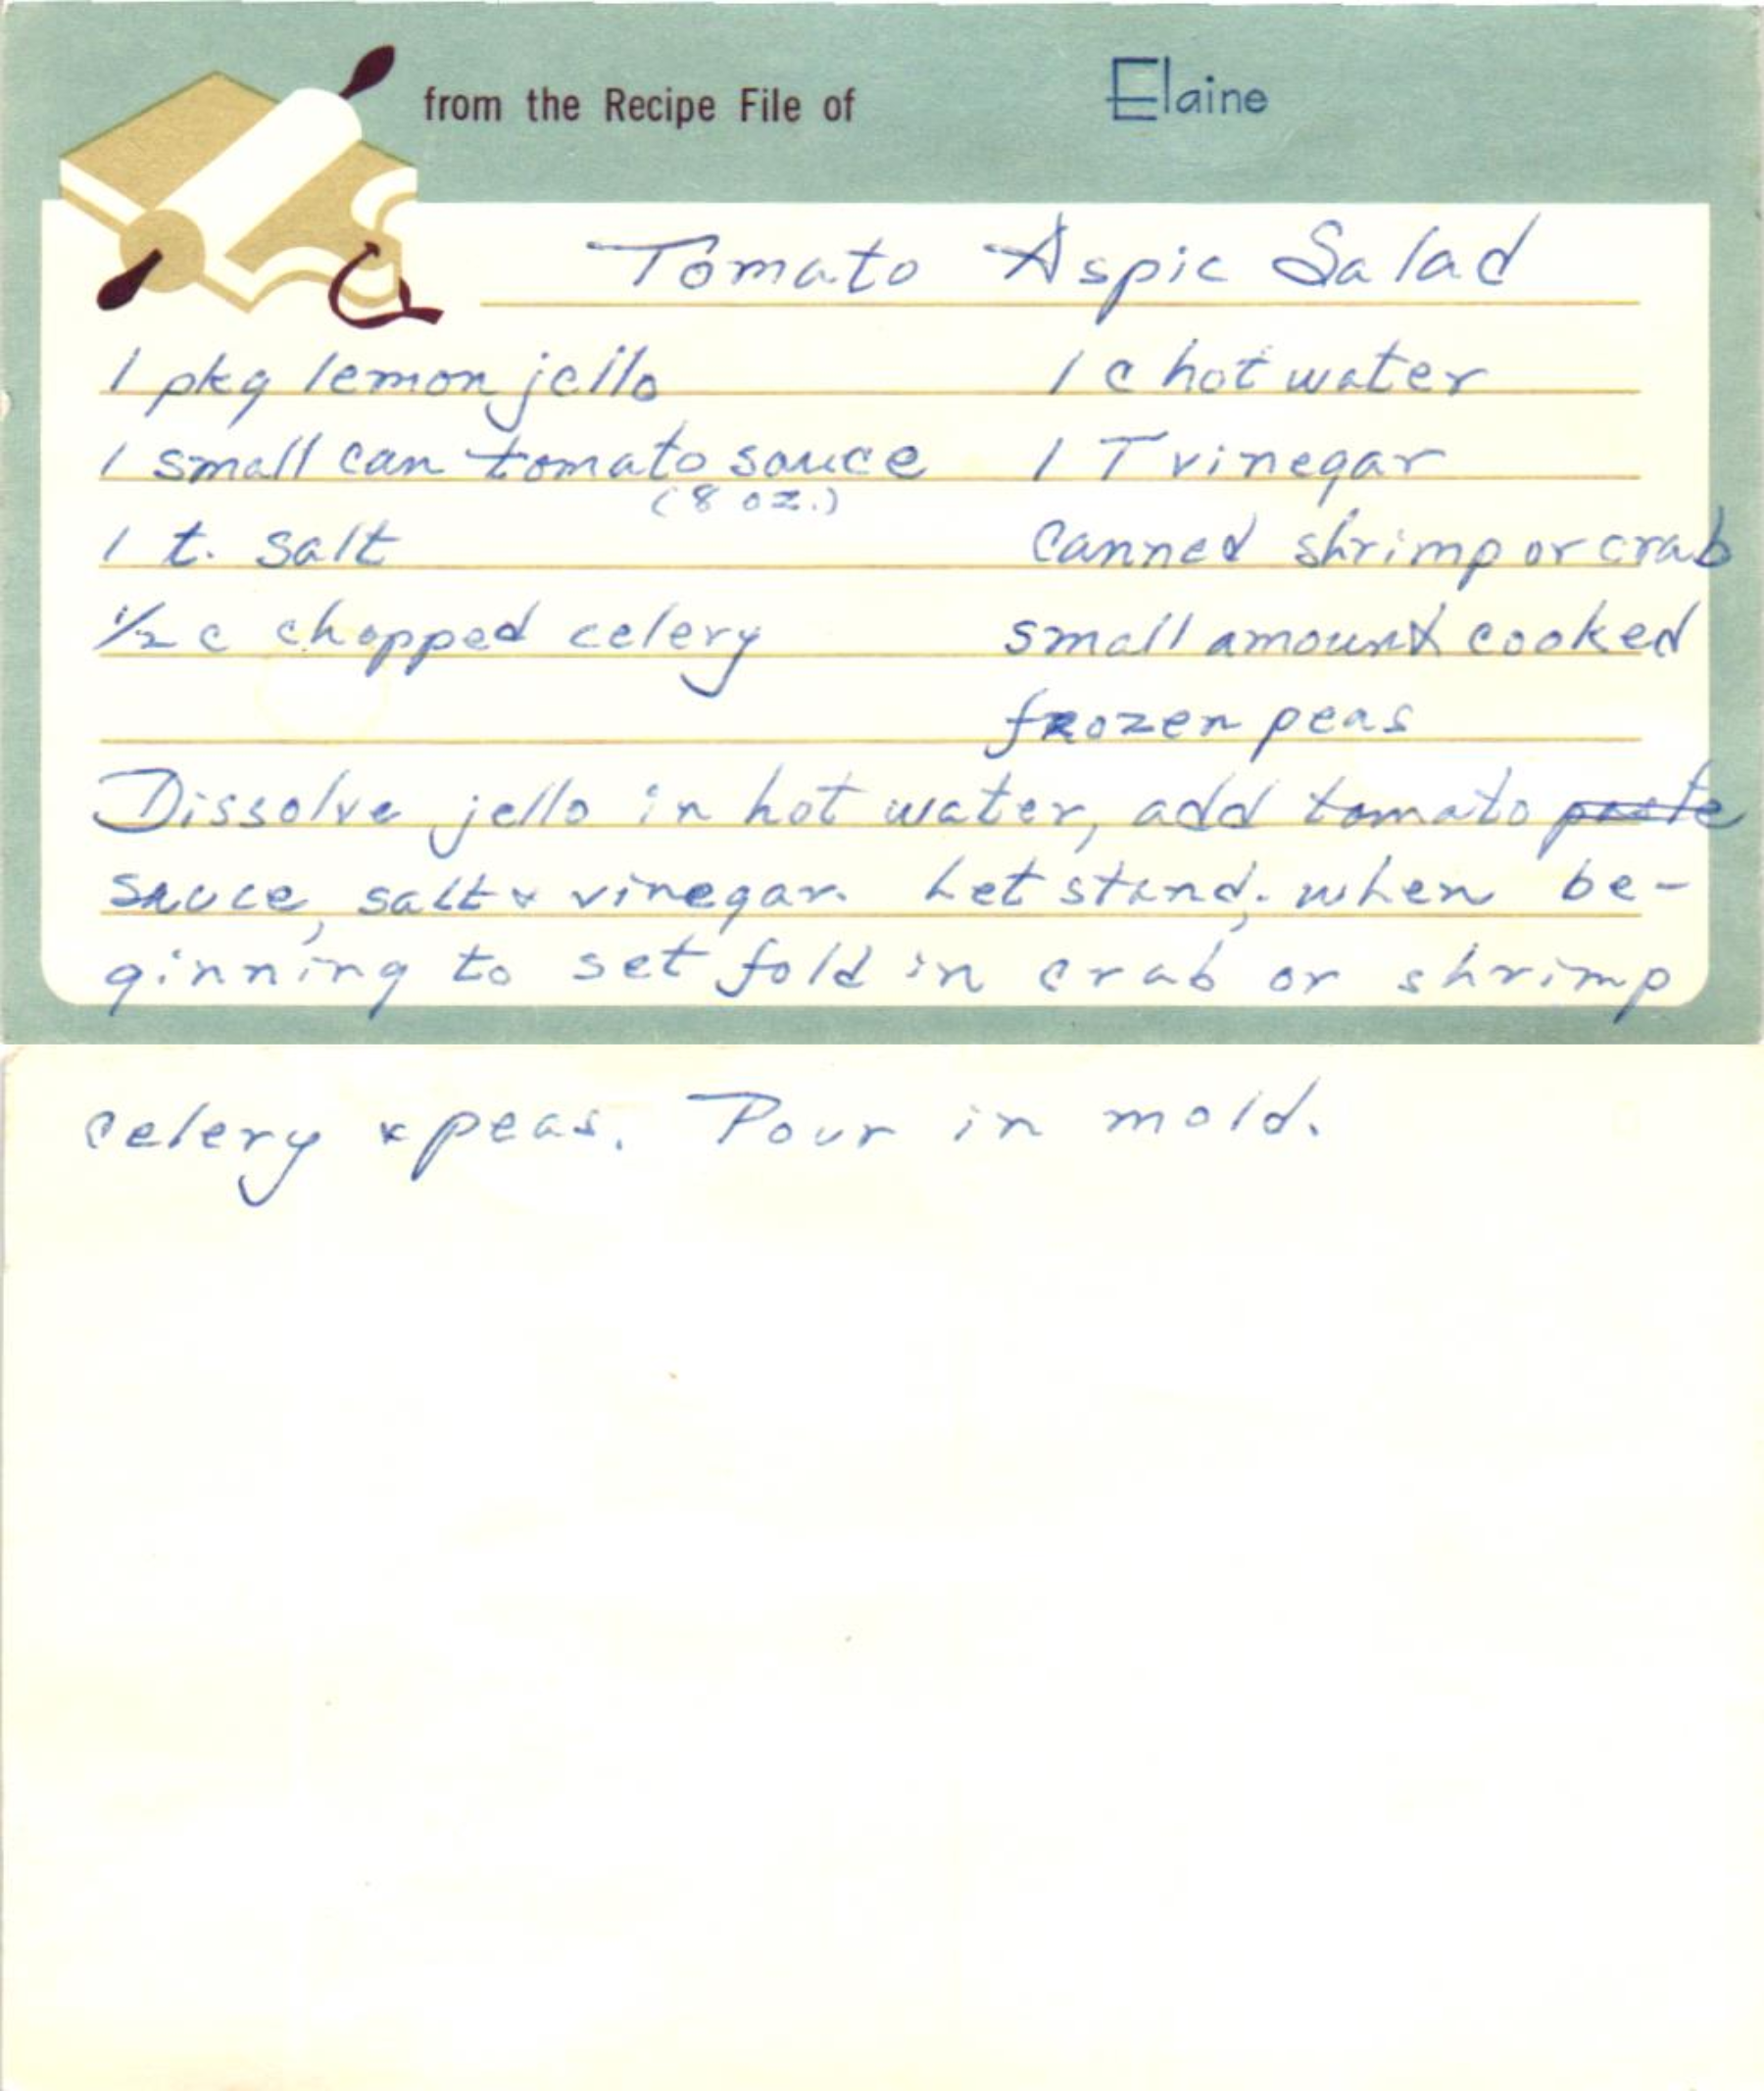 from the Recipe File of Elaine
Tomato Aspic Salad
1 pkg lemon jello 1 c hot water
1 small can tomato sauce 1 T vinegar
(8 oz.)
1 t. salt Canned shrimp or crab
1/2 c chopped celery small amount cooked
frozen peas
Dissolve jello in hot water, add tomato paste
sauce, salt & vinegar. Let stand; when be-
ginning to set fold in crab or shrimp
celery & peas. Pour in mold.